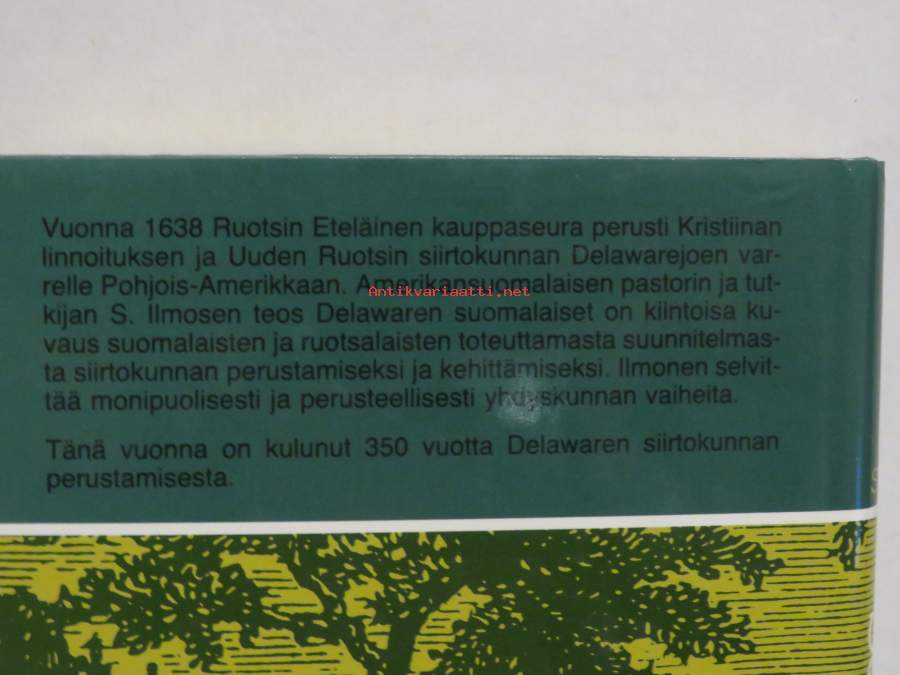 Vuonna 1638 Ruotsin Eteläinen kauppaseura perusti Kristiinan
linnoituksen ja Uuden Ruotsin siirtokunnan Delawarejoen var-
relle Pohjois-Amerikkaan. Amerikansuomalaisen pastorin ja tut-
Antikvariaatti.net
kijan S. Ilmosen teos Delawaren suomalaiset on kiintoisa ku-
vaus suomalaisten ja ruotsalaisten toteuttamasta suunnitelmas-
ta siirtokunnan perustamiseksi ja kehittämiseksi. Ilmonen selvit-
tää monipuolisesti ja perusteellisesti yhdyskunnan vaiheita.
Tänä vuonna on kulunut 350 vuotta Delawaren siirtokunnan
perustamisesta.